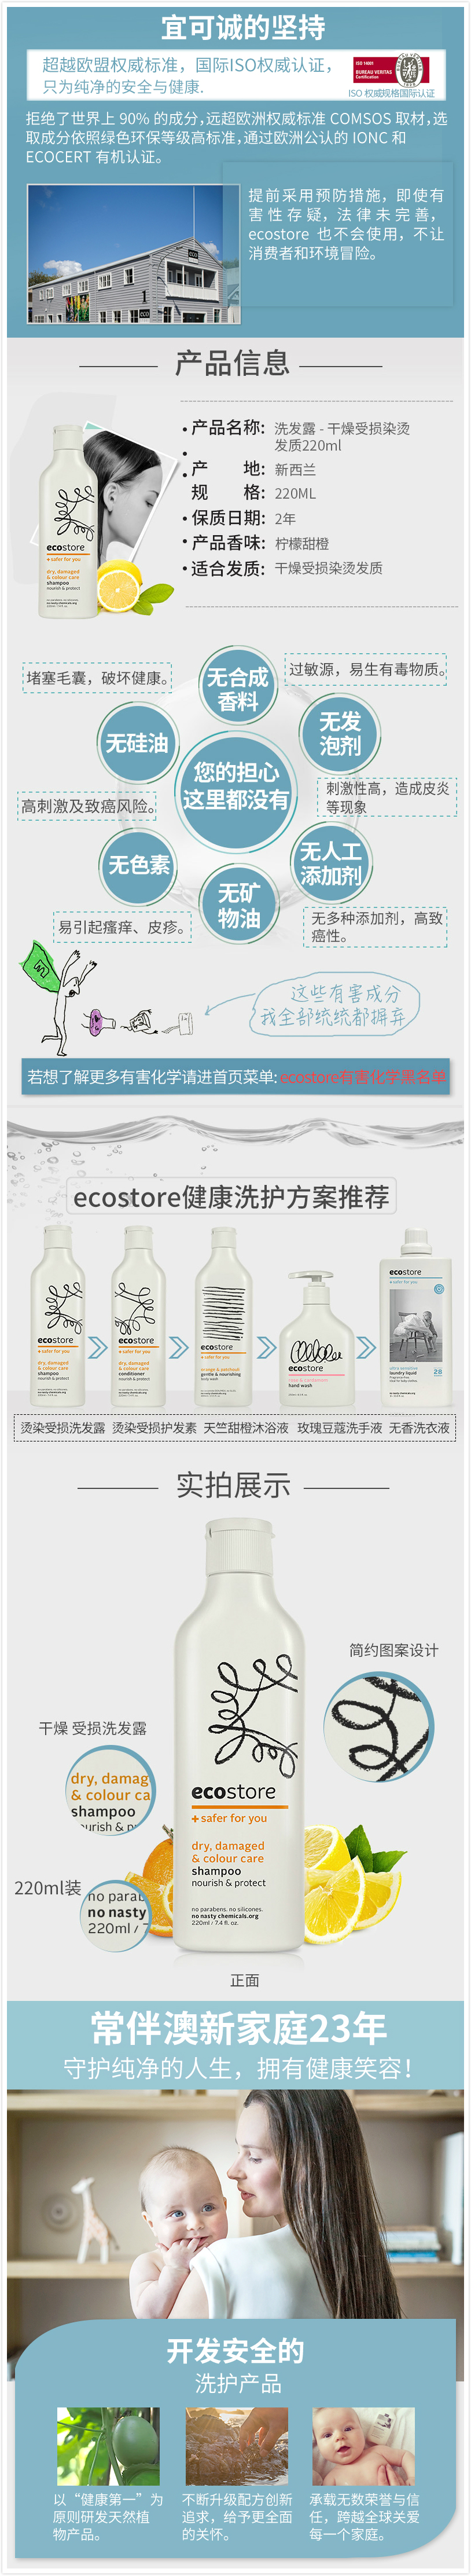 宜可诚的坚持
超越欧盟权威标准，国际ISO权威认证，
只为纯净的安全与健康.
ISO 14001
BUREAU VERITAS
Certification
ISO 权威规格国际认证
拒绝了世界上 90% 的成分,远超欧洲权威标准 COMSOS 取材,选
取成分依照绿色环保等级高标准,通过欧洲公认的 IONC 和
ECOCERT 有机认证。
提前采用预防措施，即使有
害性存疑，法律未完善，
ecostore 也不会使用，不让
消费者和环境冒险。
eco
产品信息
产品名称: 洗发露 - 干燥受损染烫
发质220ml
产 地: 新西兰
规 格: 220ML
保质日期: 2年
产品香味: 柠檬甜橙
适合发质: 干燥受损染烫发质
ecostore
+ safer for you
dry, damaged
& colour care
shampoo
nourish & protect
堵塞毛囊，破坏健康。
无合成
香料
过敏源，易生有毒物质。
无硅油
无发
泡剂
您的担心
这里都没有
高刺激及致癌风险。
刺激性高，造成皮炎
等现象
无色素
无人工
添加剂
无矿
物油
易引起瘙痒、皮疹。
无多种添加剂，高致
癌性。
这些有害成分
我全部统统都摒弃
若想了解更多有害化学请进首页菜单: ecostore有害化学黑名单
ecostore健康洗护方案推荐
ecostore
+ safer for you
dry, damaged
& colour care
shampoo
nourish & protect
ecostore
+ safer for you
dry, damaged
& colour care
conditioner
nourish & protect
ecostore
+ safer for you
orange & patchouli
gentle & nourishing
body wash
ecostore
hand wash
ecostore
+ safer for you
ultra sensitive
laundry liquid
28
烫染受损洗发露 烫染受损护发素 天竺甜橙沐浴液 玫瑰豆蔻洗手液 无香洗衣液
实拍展示
简约图案设计
干燥 受损洗发露
dry, damag
& colour ca
shampoo
ourish & pr
220ml装
no parab
no nasty
220ml / 7
ecostore
+ safer for you
dry, damaged
& colour care
shampoo
nourish & protect
no parabens. no silicones.
no nasty chemicals.org
220ml / 7.4 fl. oz.
正面
常伴澳新家庭23年
守护纯净的人生，拥有健康笑容！
开发安全的
洗护产品
以“健康第一”为
原则研发天然植
物产品。
不断升级配方创新
追求，给予更全面
的关怀。
承载无数荣誉与信
任，跨越全球关爱
每一个家庭。